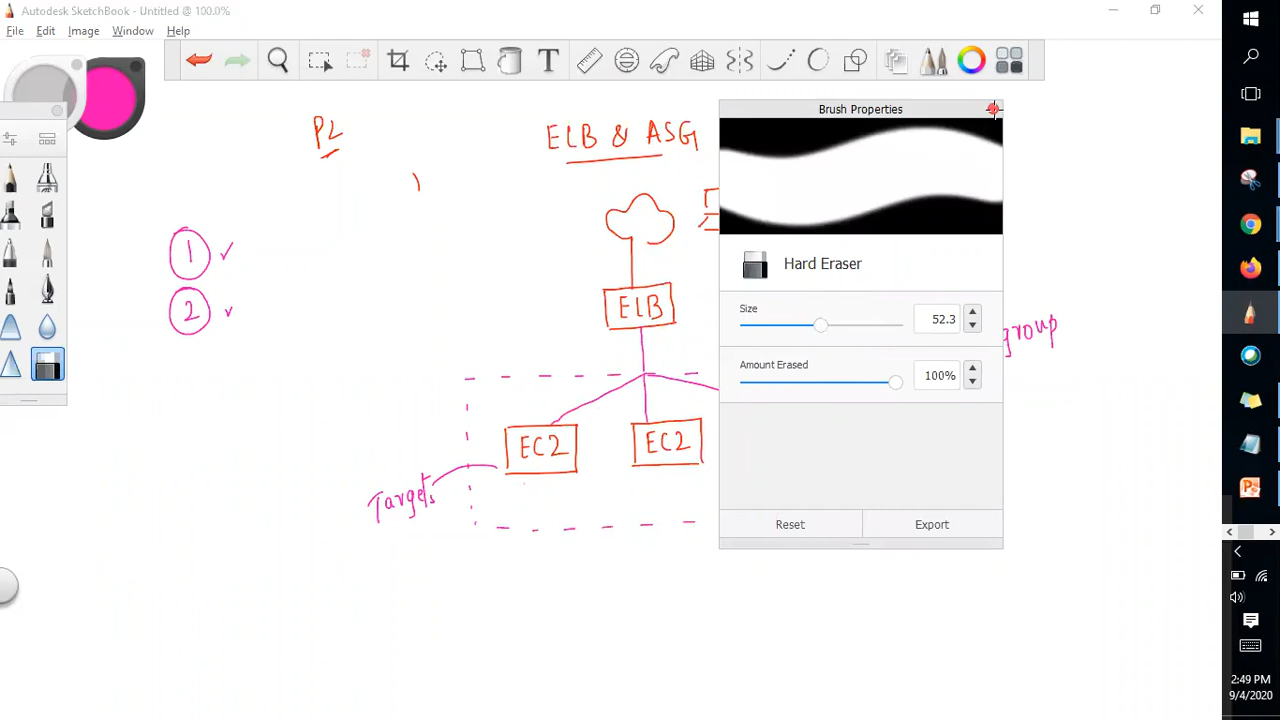 Autodesk SketchBook - Untitled @ 100.0%
File Edit Image Window Help
Brush Properties
P2
ELB & ASG
1
Hard Eraser
2
ELB
Size
52.3
group
Amount Erased
100%
EC2
EC2
Targets
Reset
Export
2:49 PM
9/4/2020